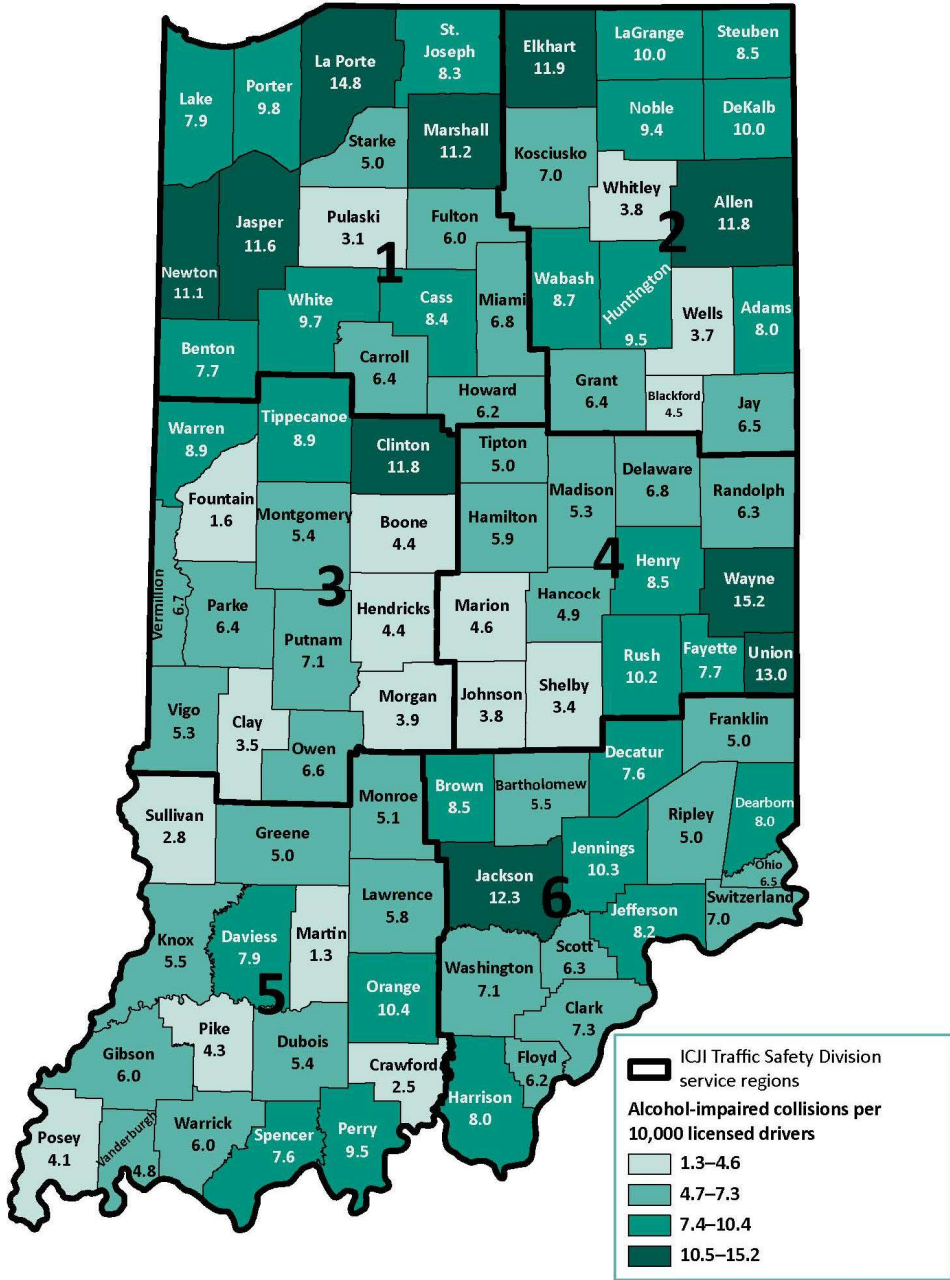 St.
Joseph
8.3
LaGrange
10.0
Steuben
8.5
Elkhart
11.9
La Porte
14.8
Porter
9.8
Lake
7.9
Noble
9.4
DeKalb
10.0
Marshall
11.2
Starke
5.0
Kosciusko
7.0
Whitley
3.8
Allen
11.8
Jasper
11.6
Pulaski
3.1
Fulton
6.0
2
1
Newton
11.1
White
9.7
Cass
8.4
Miami
6.8
Wabash
8.7
Huntington
9.5
Wells
3.7
Adams
8.0
Benton
7.7
Carroll
6.4
Howard
6.2
Grant
6.4
Blackford
4.5
Jay
6.5
Warren
8.9
Tippecanoe
8.9
Clinton
11.8
Tipton
5.0
Madison
5.3
Delaware
6.8
Randolph
6.3
Fountain
1.6
Montgomery
5.4
Boone
4.4
Hamilton
5.9
4
Henry
8.5
Wayne
15.2
3
Vermillion
6.7
Parke
6.4
Putnam
7.1
Hendricks
4.4
Marion
4.6
Hancock
4.9
Rush
10.2
Fayette
7.7
Union
13.0
Vigo
5.3
Clay
3.5
Owen
6.6
Morgan
3.9
Johnson
3.8
Shelby
3.4
Franklin
5.0
Decatur
7.6
Sullivan
2.8
Greene
5.0
Monroe
5.1
Brown
8.5
Bartholomew
5.5
Ripley
5.0
Dearborn
8.0
Jennings
10.3
Ohio
6.5
Jackson
12.3
6
Jefferson
8.2
Switzerland
7.0
Lawrence
5.8
Knox
5.5
Daviess
7.9
Martin
1.3
5
Orange
10.4
Washington
7.1
Scott
6.3
Clark
7.3
Pike
4.3
Dubois
5.4
Gibson
6.0
Crawford
2.5
Floyd
6.2
Harrison
8.0
Posey
4.1
Vanderburgh
4.8
Warrick
6.0
Spencer
7.6
Perry
9.5
ICJI Traffic Safety Division
service regions
Alcohol-impaired collisions per
10,000 licensed drivers
1.3–4.6
4.7–7.3
7.4–10.4
10.5–15.2